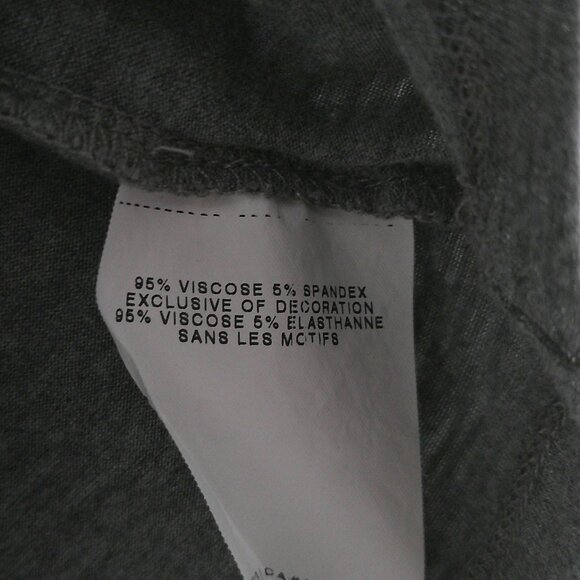 95% VISCOSE 5% SPANDEX
EXCLUSIVE OF DECORATION
95% VISCOSE 5% ELASTHANNE
SANS LES MOTIFS